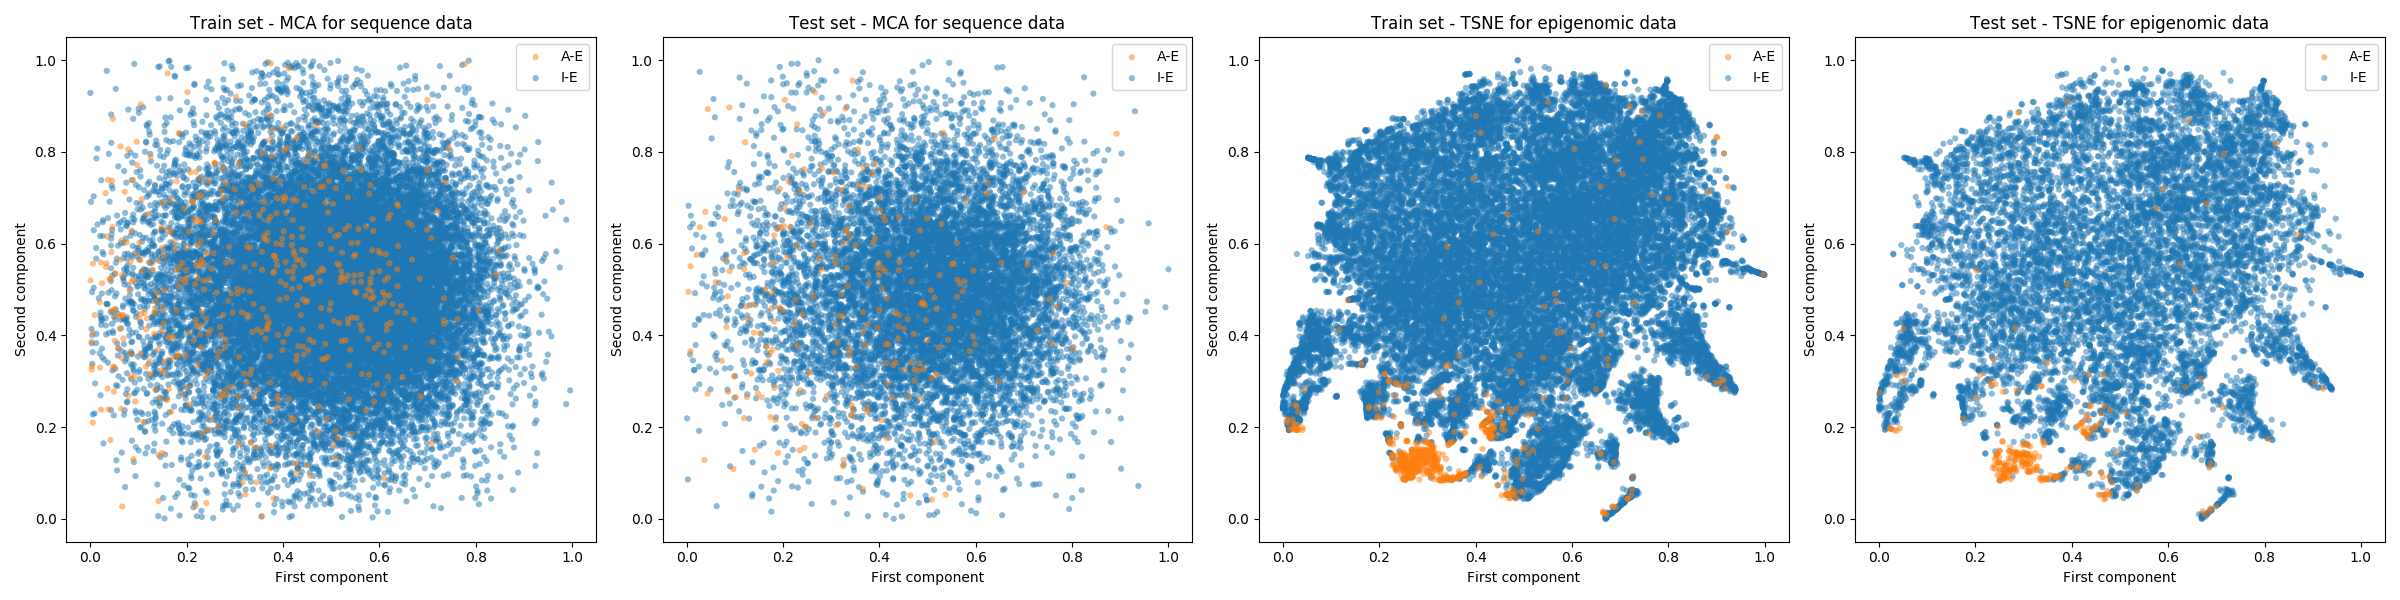 Train set - MCA for sequence data
A-E
I-E
1.0
0.8
0.6
0.4
0.2
0.0
Second component
0.0 0.2 0.4 0.6 0.8 1.0
First component
Test set - MCA for sequence data
A-E
I-E
1.0
0.8
0.6
0.4
0.2
0.0
Second component
0.0 0.2 0.4 0.6 0.8 1.0
First component
Train set - TSNE for epigenomic data
A-E
I-E
1.0
0.8
0.6
0.4
0.2
0.0
Second component
0.0 0.2 0.4 0.6 0.8 1.0
First component
Test set - TSNE for epigenomic data
A-E
I-E
1.0
0.8
0.6
0.4
0.2
0.0
Second component
0.0 0.2 0.4 0.6 0.8 1.0
First component